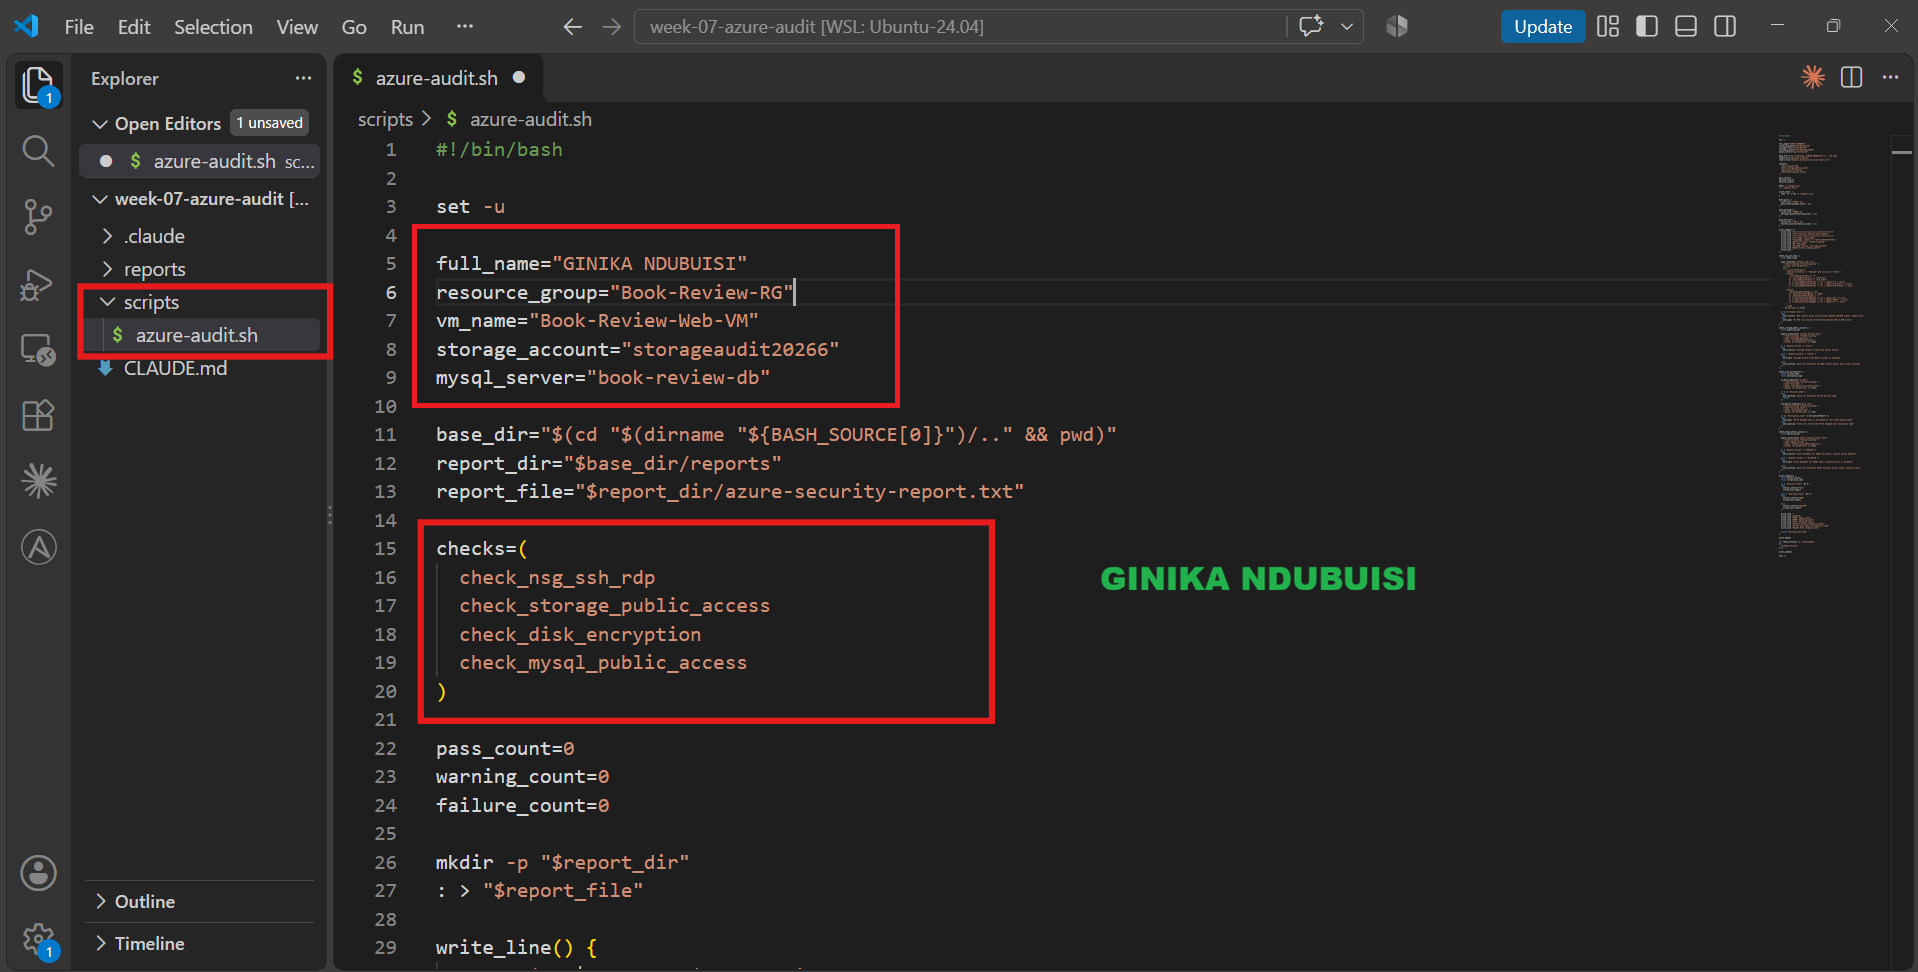 File Edit Selection View Go Run ···
week-07-azure-audit [WSL: Ubuntu-24.04]
Update
Explorer
Open Editors 1 unsaved
$ azure-audit.sh sc...
week-07-azure-audit [...
.claude
reports
scripts
$ azure-audit.sh
CLAUDE.md
Outline
Timeline
1
1
$ azure-audit.sh
scripts > $ azure-audit.sh
1 #!/bin/bash
2
3 set -u
4
5 full_name="GINIKA NDUBUISI"
6 resource_group="Book-Review-RG"
7 vm_name="Book-Review-Web-VM"
8 storage_account="storageaudit20266"
9 mysql_server="book-review-db"
10
11 base_dir="$(cd "$(dirname "${BASH_SOURCE[0]}")/.." && pwd)"
12 report_dir="$base_dir/reports"
13 report_file="$report_dir/azure-security-report.txt"
14
15 checks=(
16 check_nsg_ssh_rdp
17 check_storage_public_access
18 check_disk_encryption
19 check_mysql_public_access
20 )
21
22 pass_count=0
23 warning_count=0
24 failure_count=0
25
26 mkdir -p "$report_dir"
27 : > "$report_file"
28
29 write_line() {
GINIKA NDUBUISI